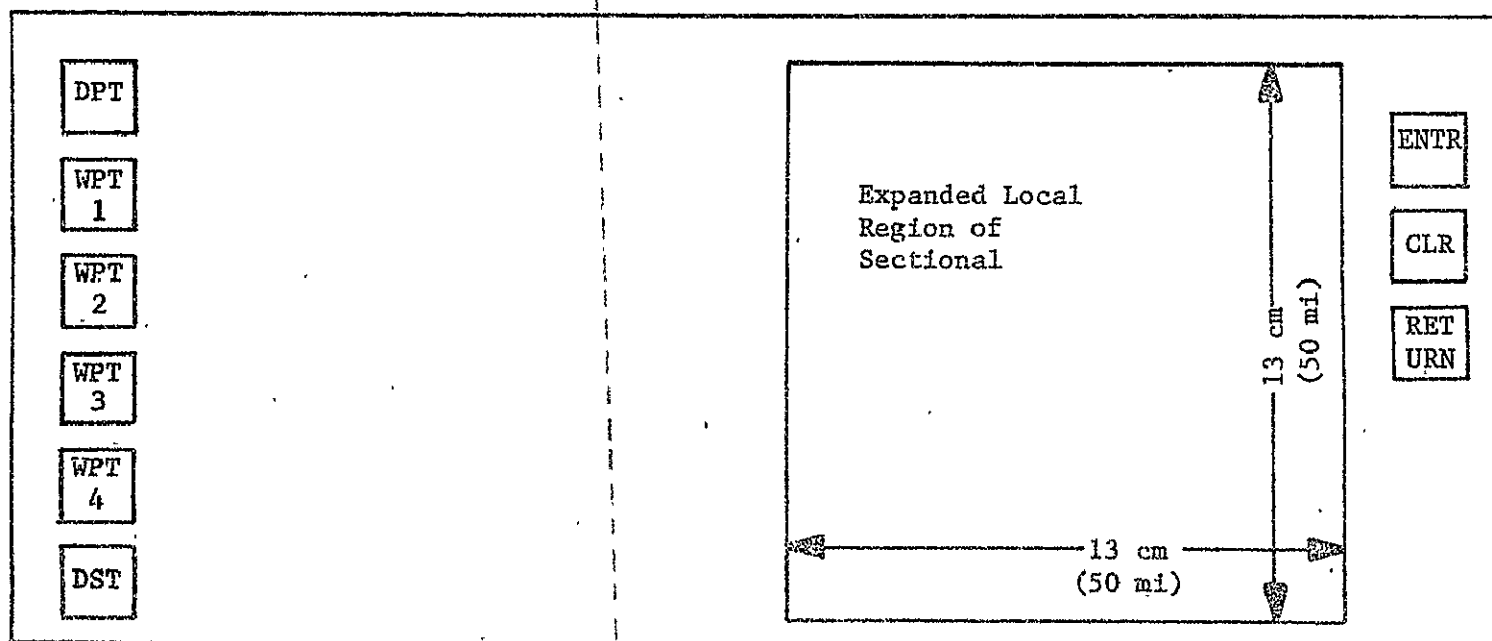 DPT
WPT
1
WPT
2
WPT
3
WPT
4
DST
Expanded Local
Region of
Sectional
13 cm
(50 mi)
13 cm
(50 mi)
ENTR
CLR
RET
URN